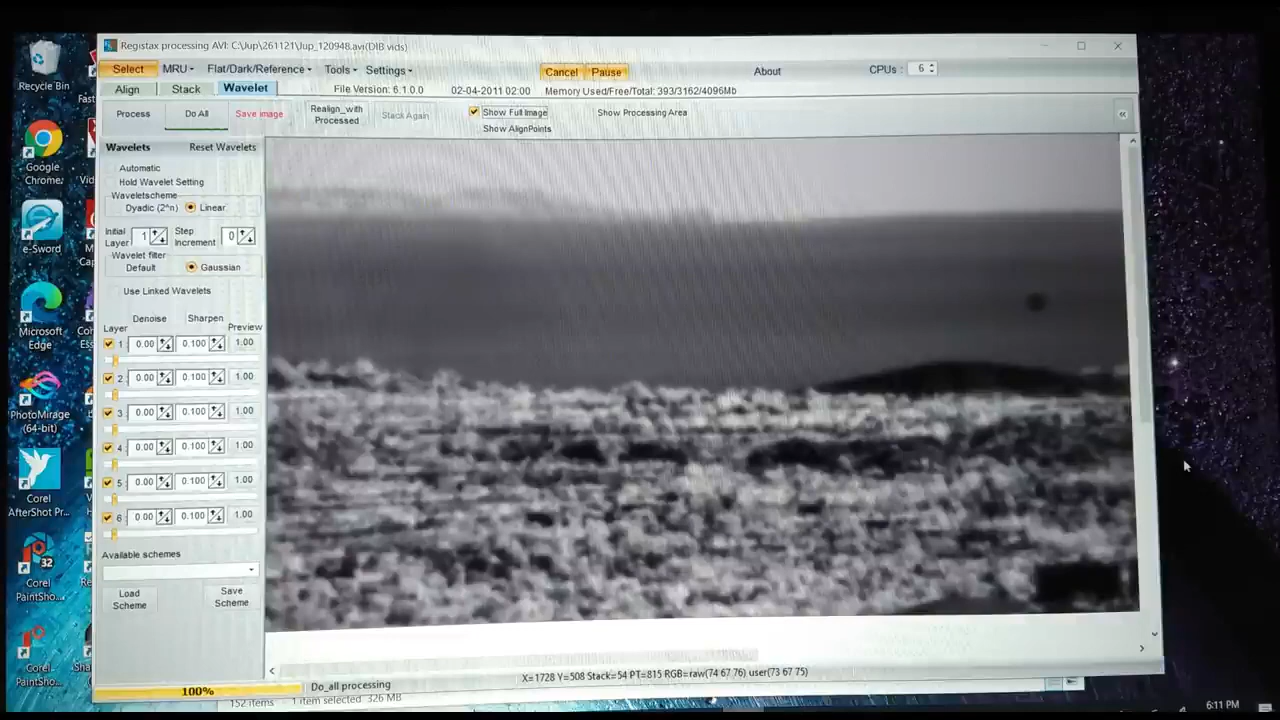 Registax processing AVI: C:\Jup\261121\Jup_120948.avi(DIB vids)
Select MRU Flat/Dark/Reference Tools Settings Cancel Pause About CPUs : 6
Align Stack Wavelet File Version: 6.1.0.0 02-04-2011 02:00 Memory Used/Free/Total: 393/3162/4096Mb
Process Do All Save image Realign_with Processed Stack Again Show Full Image Show Processing Area
Show AlignPoints
Wavelets Reset Wavelets
Automatic
Hold Wavelet Setting
Waveletscheme
Dyadic (2^n) Linear
Initial Layer 1 Step Increment 0
Wavelet filter
Default Gaussian
Use Linked Wavelets
Denoise Sharpen
Layer Preview
1 0.00 0.100 1.00
2 0.00 0.100 1.00
3 0.00 0.100 1.00
4 0.00 0.100 1.00
5 0.00 0.100 1.00
6 0.00 0.100 1.00
Available schemes
Load Scheme Save Scheme
X=1728 Y=508 Stack=54 PT=815 RGB=raw(74 67 76) user(73 67 75)
100% Do_all processing
152 items 1 item selected 326 MB
6:11 PM
Recycle Bin
Google Chrome
e-Sword
Microsoft Edge
PhotoMirage (64-bit)
Corel AfterShot Pr...
32
Corel PaintSho...
Corel PaintSho...